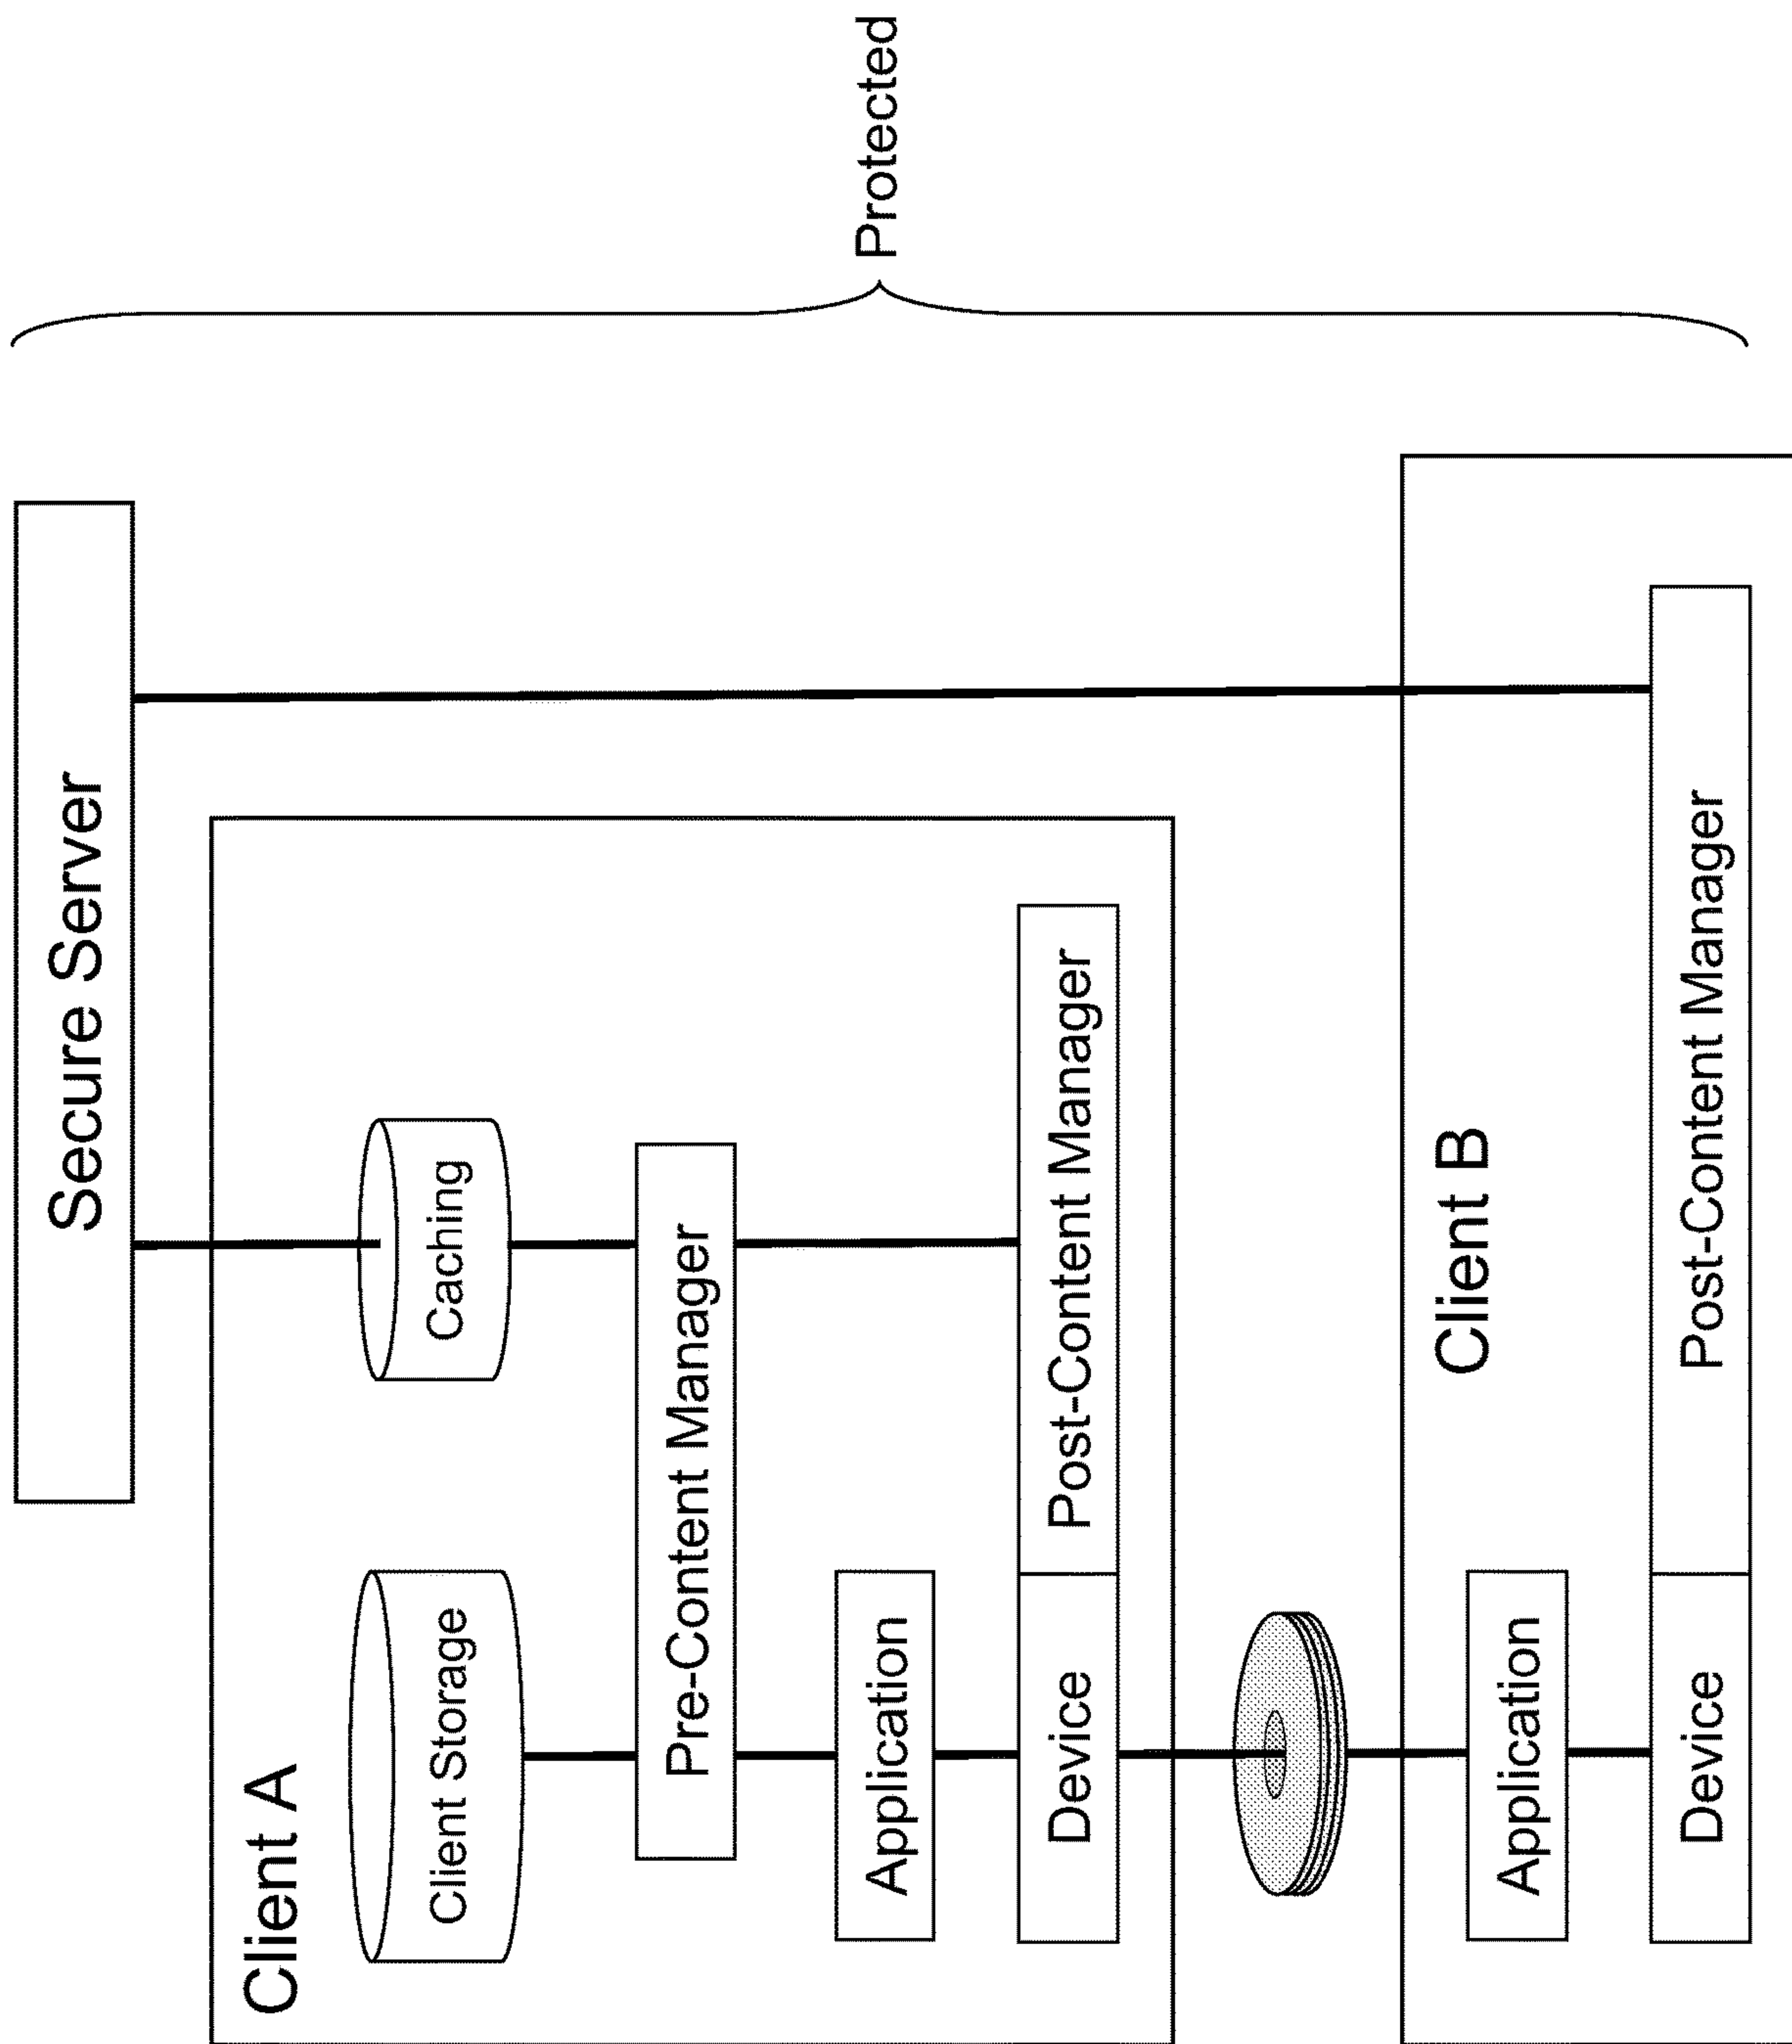 Secure Server
Client A
Client Storage
Caching
Pre-Content Manager
Application
Device
Post-Content Manager
Client B
Application
Device
Post-Content Manager
Protected